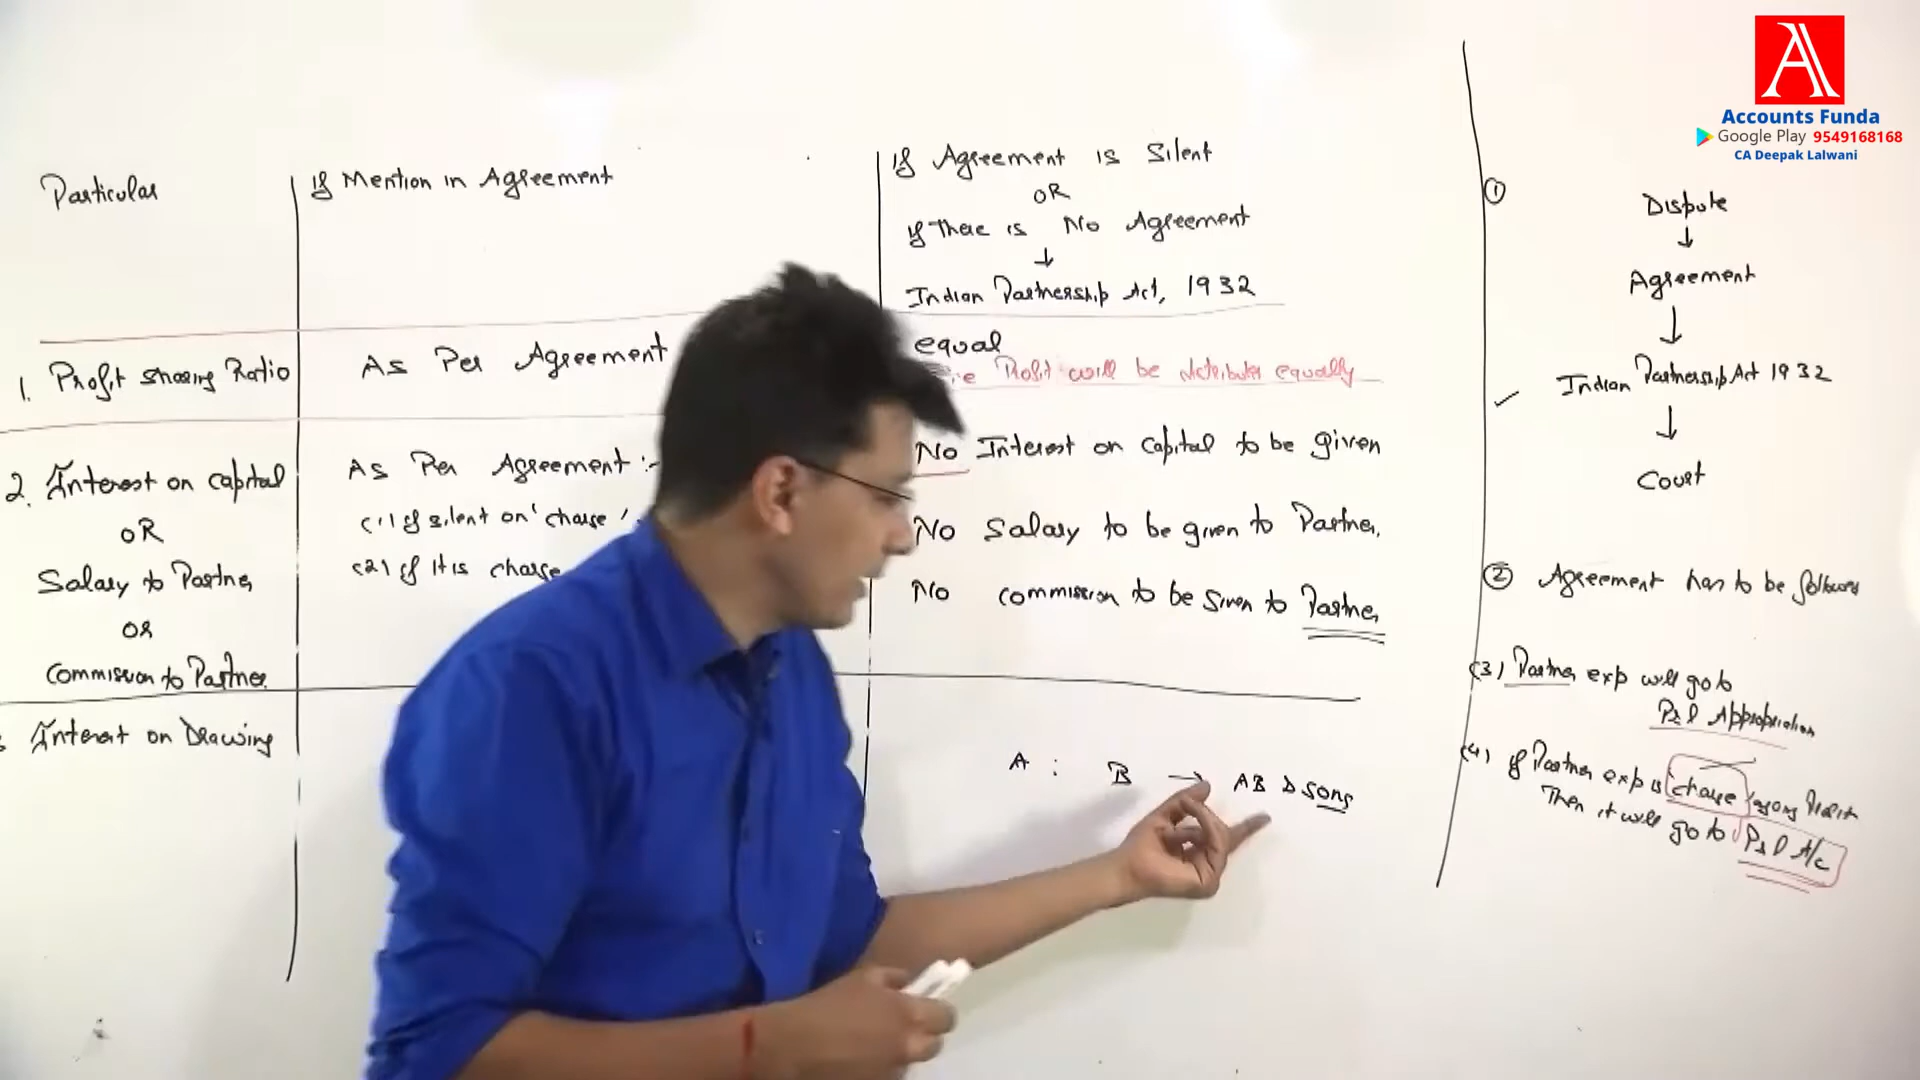 Accounts Funda
Google Play 9549168168
CA Deepak Lalwani
Particular
If Mention in Agreement
If Agreement is Silent
OR
If There is No Agreement
↓
Indian Partnership Act, 1932
1. Profit Sharing Ratio
As Per Agreement
equal
i.e Profit will be distribute equally
2. Interest on Capital
OR
Salary to Partner
OR
Commission to Partner
As Per Agreement :-
(1) If silent on 'charge'
(2) If it is charge
No Interest on Capital to be given
No Salary to be given to Partner.
No commission to be given to Partner
Interest on Drawing
A : B → AB & Sons
①
Dispute
↓
Agreement
↓
✓ Indian Partnership Act 1932
↓
Court
② Agreement has to be followed
(3) Partner exp will go to
P&L Appropriation
(4) If Partner exp is charge Profit
Then it will go to P&L A/c